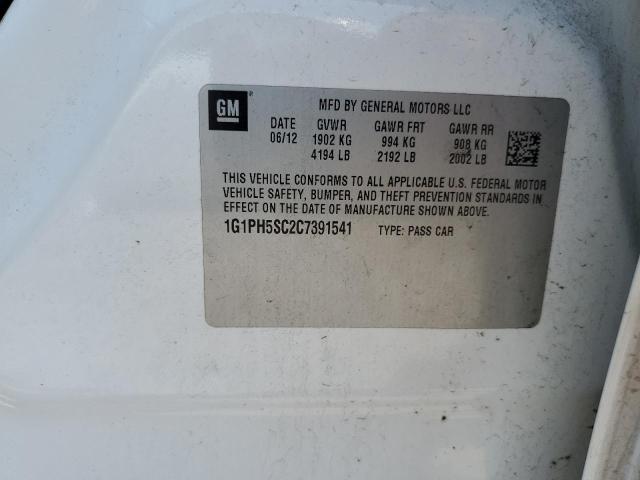 GM
MFD BY GENERAL MOTORS LLC
DATE GVWR GAWR FRT GAWR RR
06/12 1902 KG 994 KG 908 KG
4194 LB 2192 LB 2002 LB
THIS VEHICLE CONFORMS TO ALL APPLICABLE U.S. FEDERAL MOTOR
VEHICLE SAFETY, BUMPER, AND THEFT PREVENTION STANDARDS IN
EFFECT ON THE DATE OF MANUFACTURE SHOWN ABOVE.
1G1PH5SC2C7391541 TYPE: PASS CAR